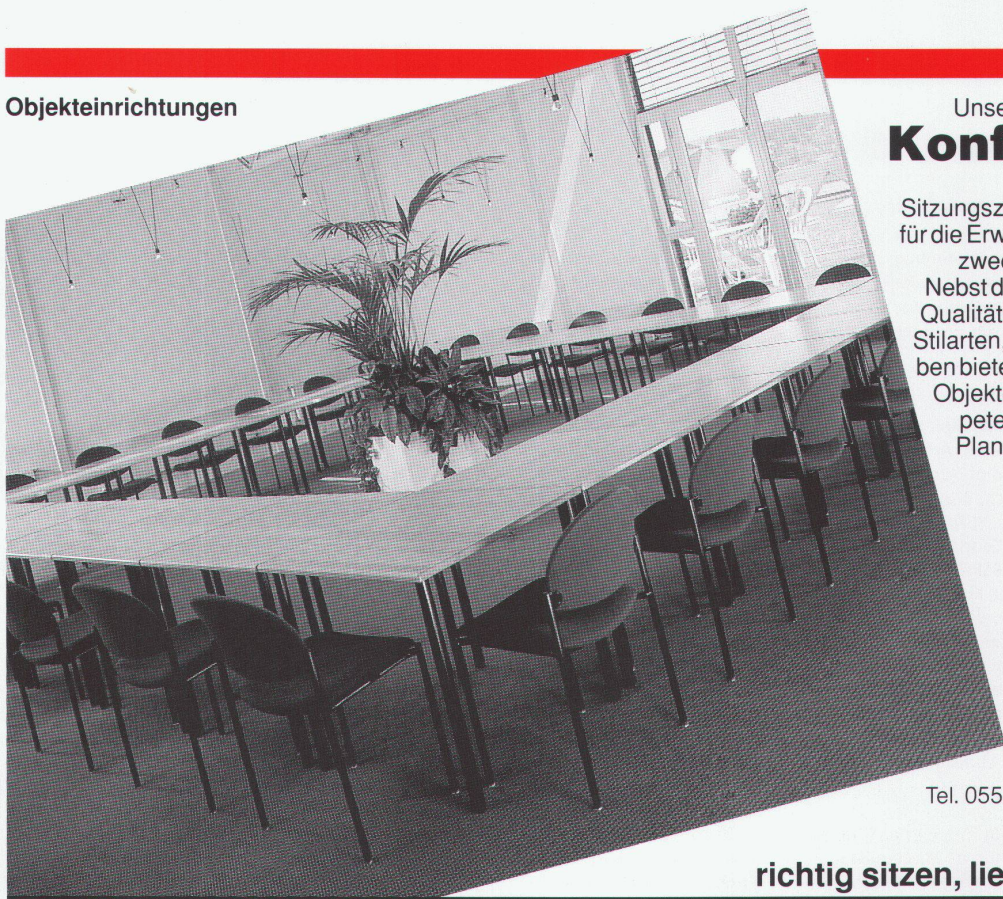 Objekteinrichtungen
Unse
Konf
Sitzungsz
für die Erw
zwec
Nebst d
Qualität
Stilarten
ben biete
Objekt
pete
Plan
Tel. 055
richtig sitzen, lie